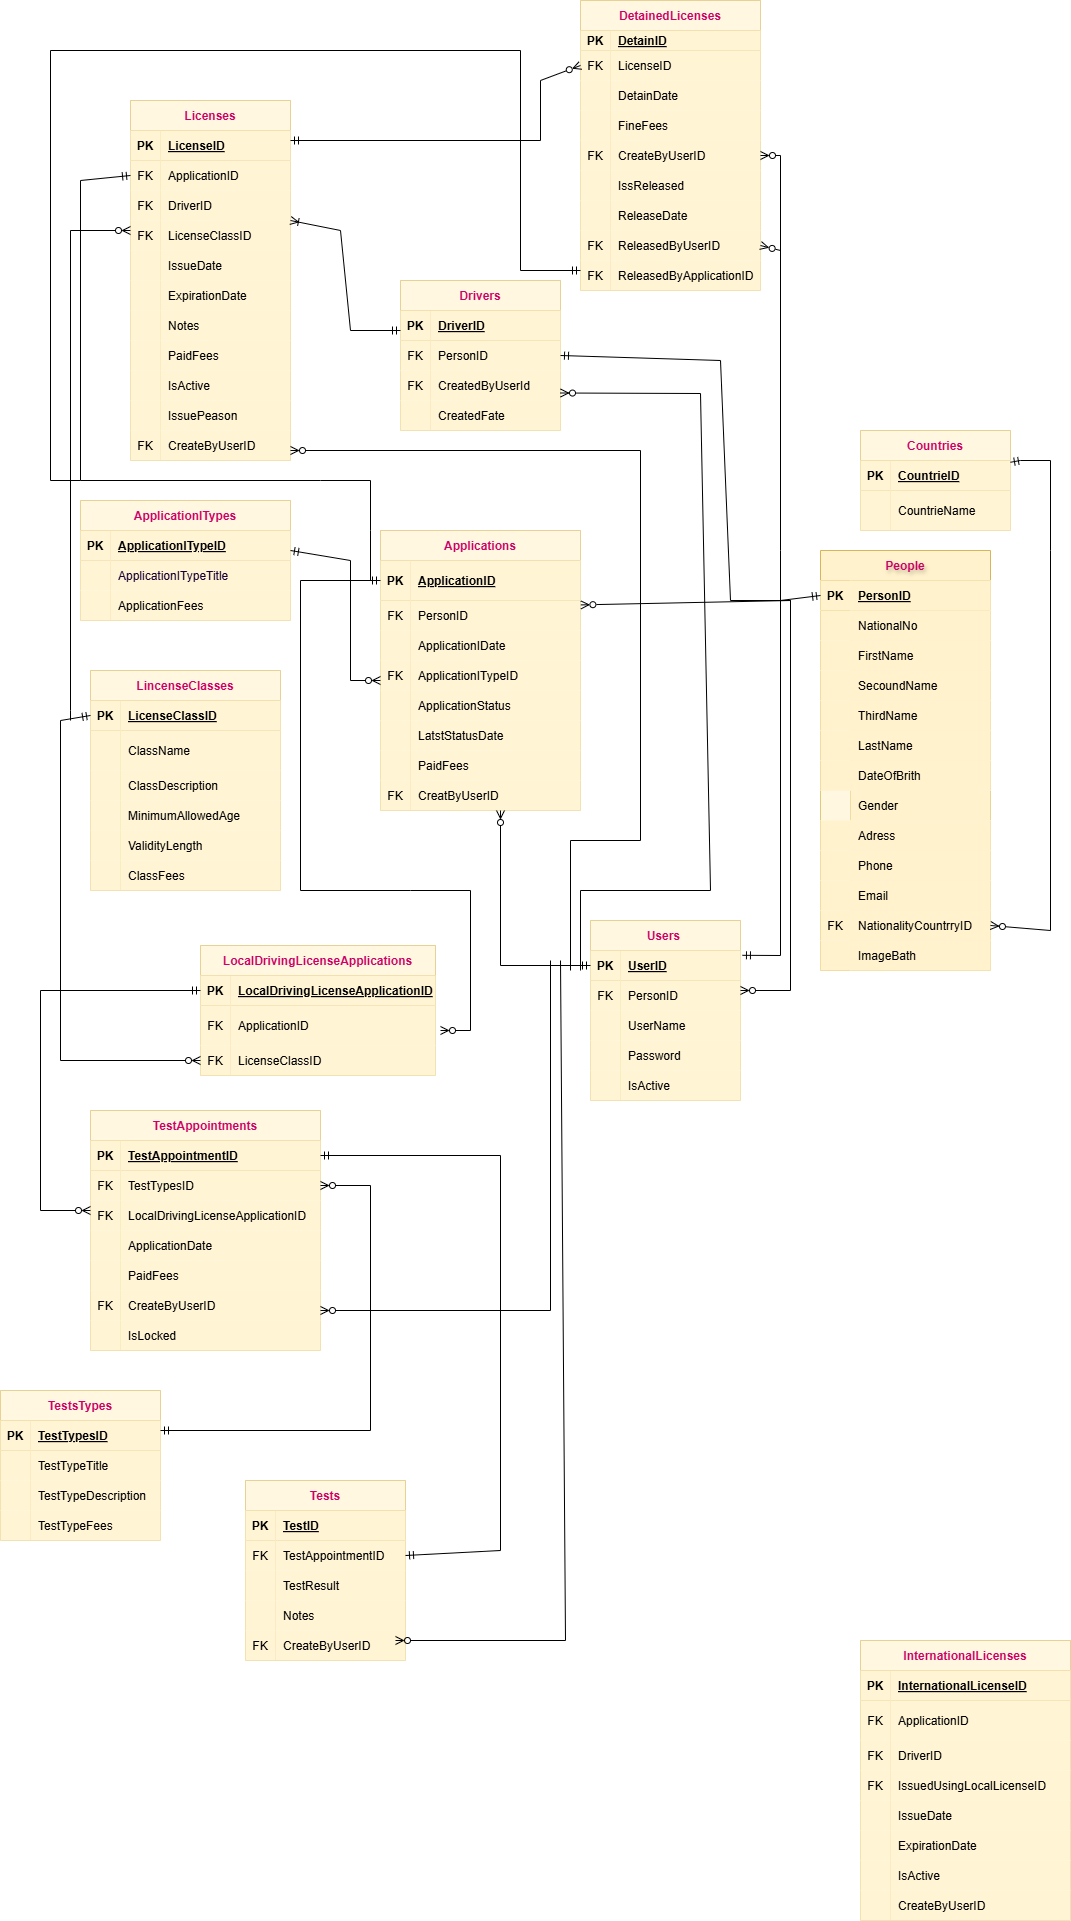 DetainedLicenses
PK DetainID
FK LicenseID
DetainDate
FineFees
FK CreateByUserID
IssReleased
ReleaseDate
FK ReleasedByUserID
FK ReleasedByApplicationID
Licenses
PK LicenseID
FK ApplicationID
FK DriverID
FK LicenseClassID
IssueDate
ExpirationDate
Notes
PaidFees
IsActive
IssuePeason
FK CreateByUserID
Drivers
PK DriverID
FK PersonID
FK CreatedByUserId
CreatedFate
Countries
PK CountrieID
CountrieName
ApplicationITypes
PK ApplicationITypeID
ApplicationITypeTitle
ApplicationFees
Applications
PK ApplicationID
FK PersonID
ApplicationIDate
FK ApplicationITypeID
ApplicationStatus
LatstStatusDate
PaidFees
FK CreatByUserID
People
PK PersonID
NationalNo
FirstName
SecoundName
ThirdName
LastName
DateOfBrith
Gender
Adress
Phone
Email
FK NationalityCountrryID
ImageBath
LincenseClasses
PK LicenseClassID
ClassName
ClassDescription
MinimumAllowedAge
ValidityLength
ClassFees
Users
PK UserID
FK PersonID
UserName
Password
IsActive
LocalDrivingLicenseApplications
PK LocalDrivingLicenseApplicationID
FK ApplicationID
FK LicenseClassID
TestAppointments
PK TestAppointmentID
FK TestTypesID
FK LocalDrivingLicenseApplicationID
ApplicationDate
PaidFees
FK CreateByUserID
IsLocked
TestsTypes
PK TestTypesID
TestTypeTitle
TestTypeDescription
TestTypeFees
Tests
PK TestID
FK TestAppointmentID
TestResult
Notes
FK CreateByUserID
InternationalLicenses
PK InternationalLicenseID
FK ApplicationID
FK DriverID
FK IssuedUsingLocalLicenseID
IssueDate
ExpirationDate
IsActive
CreateByUserID